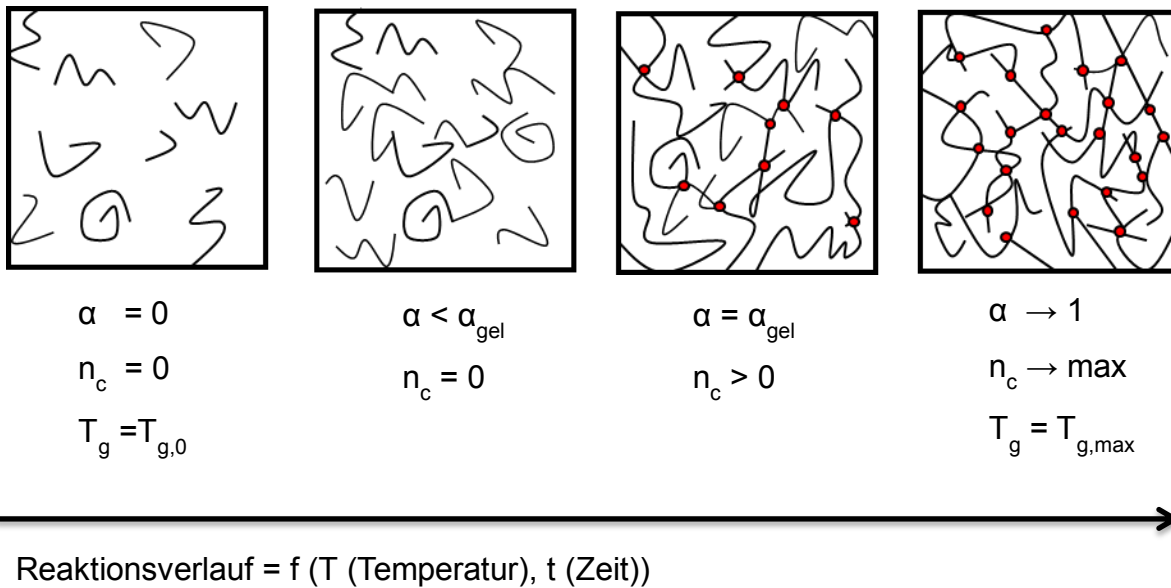 α = 0
n_c = 0
T_g =T_g,0
α < α_gel
n_c = 0
α = α_gel
n_c > 0
α → 1
n_c → max
T_g = T_g,max
Reaktionsverlauf = f (T (Temperatur), t (Zeit))